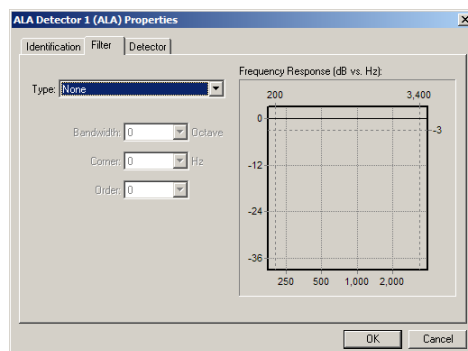 ALA Detector 1 (ALA) Properties
Identification Filter Detector
Type: None
Bandwidth: 0 Octave
Corner: 0 Hz
Order: 0
Frequency Response (dB vs. Hz):
200 3,400
0
-3
-12
-24
-36
250 500 1,000 2,000
OK Cancel